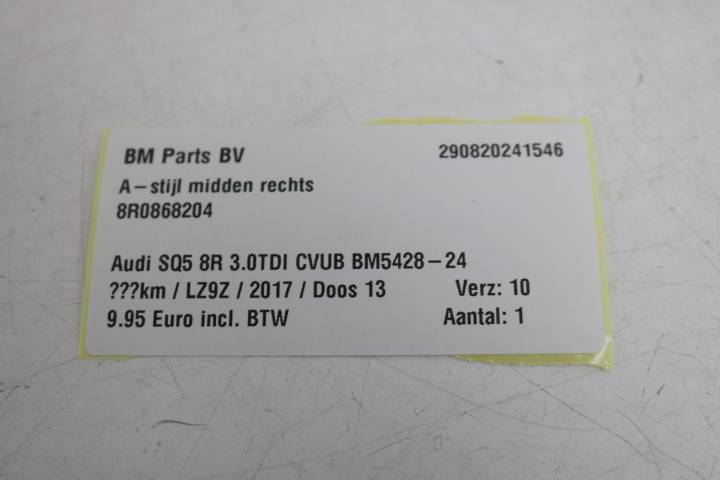 BM Parts BV 290820241546
A-stijl midden rechts
8R0868204
Audi SQ5 8R 3.0TDI CVUB BM5428-24
???km / LZ9Z / 2017 / Doos 13 Verz: 10
9.95 Euro incl. BTW Aantal: 1